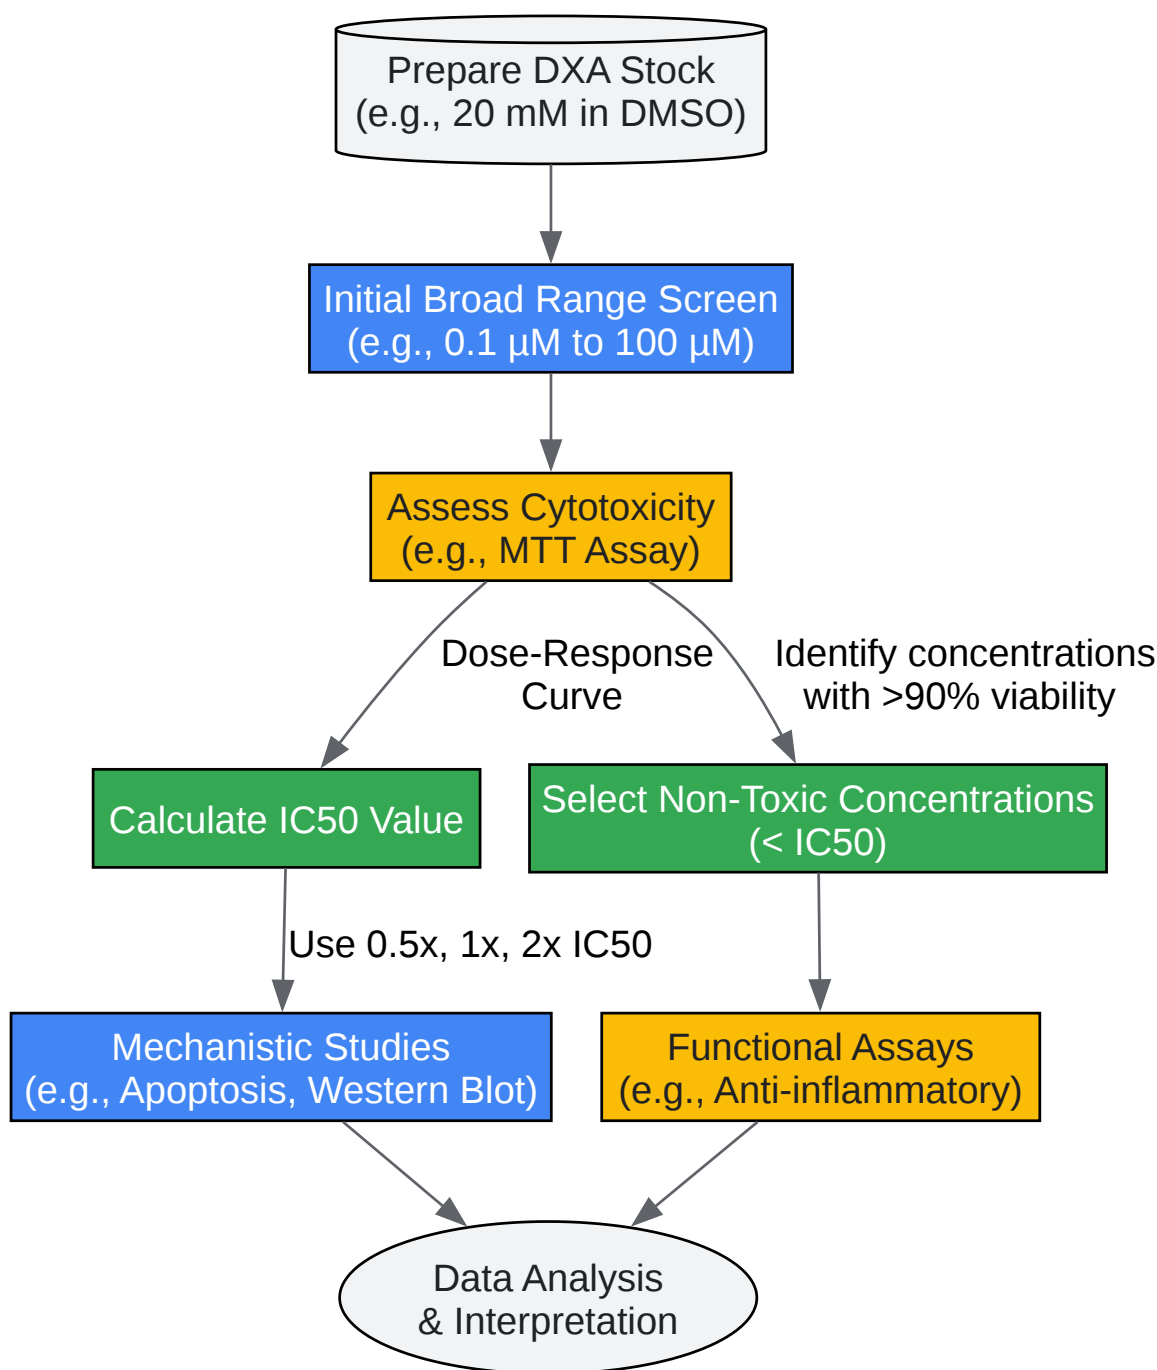 Prepare DXA Stock
(e.g., 20 mM in DMSO)
Initial Broad Range Screen
(e.g., 0.1 µM to 100 µM)
Assess Cytotoxicity
(e.g., MTT Assay)
Dose-Response
Curve
Identify concentrations
with >90% viability
Calculate IC50 Value
Select Non-Toxic Concentrations
(< IC50)
Use 0.5x, 1x, 2x IC50
Mechanistic Studies
(e.g., Apoptosis, Western Blot)
Functional Assays
(e.g., Anti-inflammatory)
Data Analysis
& Interpretation